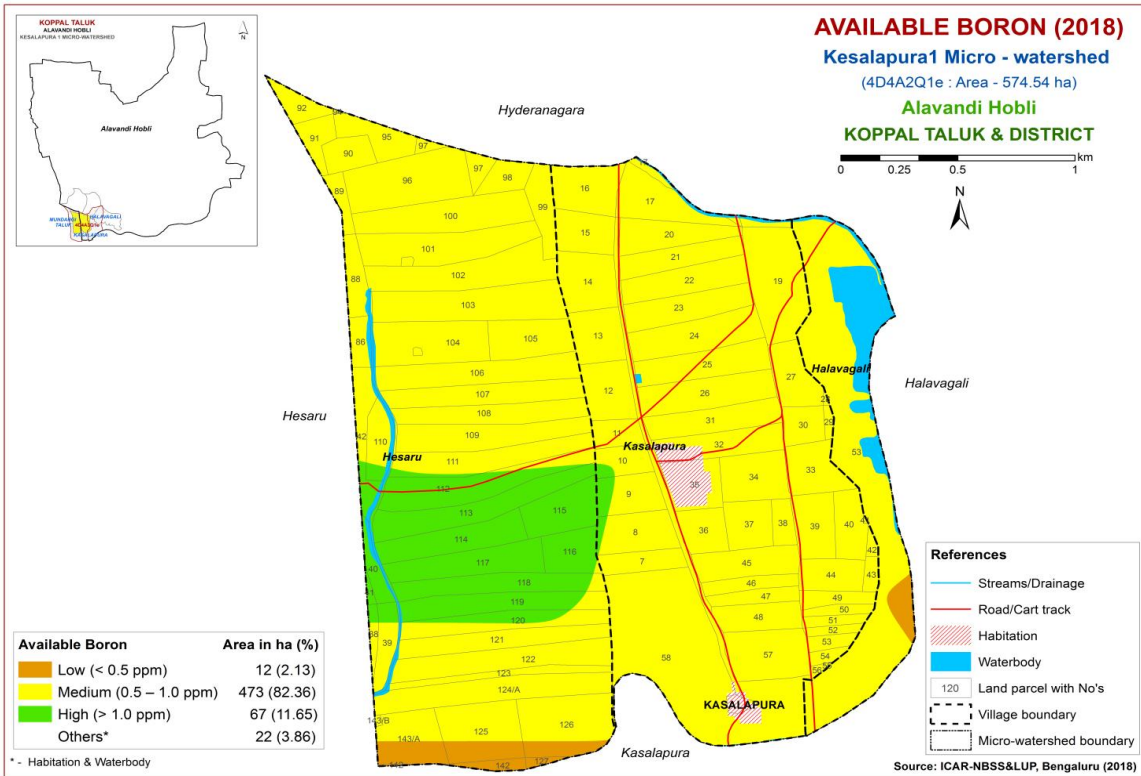 KOPPAL TALUK
ALAVANDI HOBLI
KESALAPURA 1 MICRO-WATERSHED
N
Alavandi Hobli
HALAVAGALI
KASALAPURA
AVAILABLE BORON (2018)
Kesalapura1 Micro - watershed
(4D4A2Q1e : Area - 574.54 ha)
Alavandi Hobli
KOPPAL TALUK & DISTRICT
0 0.25 0.5 1 km
N
Hyderanagara
92
91
95
90
97
97
98
96
89
99
100
101
102
88
103
86
104
105
106
107
108
109
110
111
Hesaru
Hesaru
112
113
115
114
116
117
118
119
120
121
39
122
123
124/A
143/B
125
126
143/A
142
127
16
17
15
20
21
22
19
14
23
13
24
25
27
26
12
31
11
30
29
32
Kasalapura
Halavagali
Halavagali
53
10
33
34
35
9
8
36
37
38
39
40
42
7
45
44
43
46
47
49
50
48
51
52
53
54
58
57
56
KASALAPURA
Kasalapura
Available Boron Area in ha (%)
Low (< 0.5 ppm) 12 (2.13)
Medium (0.5 – 1.0 ppm) 473 (82.36)
High (> 1.0 ppm) 67 (11.65)
Others* 22 (3.86)
* - Habitation & Waterbody
References
Streams/Drainage
Road/Cart track
Habitation
Waterbody
120 Land parcel with No's
Village boundary
Micro-watershed boundary
Source: ICAR-NBSS&LUP, Bengaluru (2018)